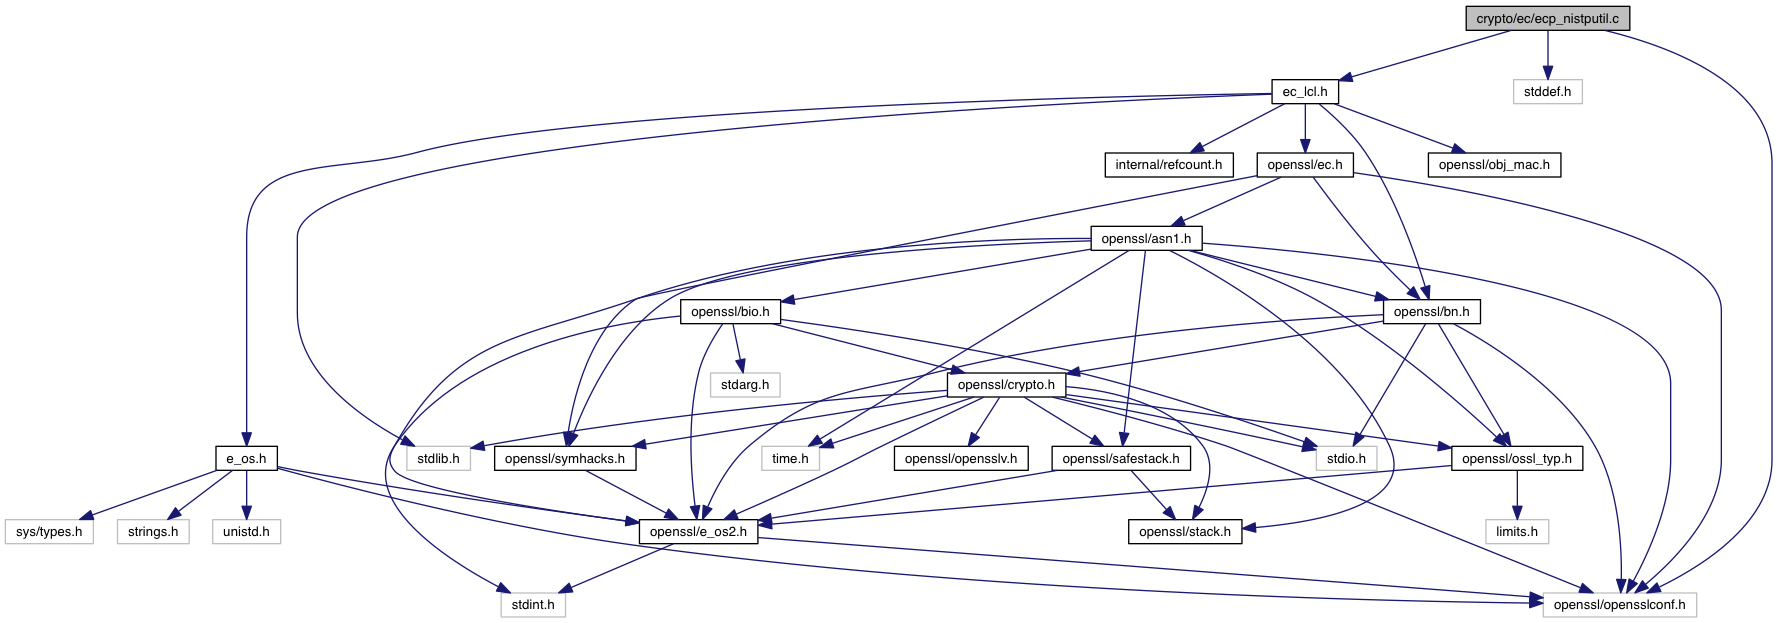 crypto/ec/ecp_nistputil.c
ec_lcl.h
stddef.h
internal/refcount.h
openssl/ec.h
openssl/obj_mac.h
openssl/asn1.h
openssl/bio.h
openssl/bn.h
stdarg.h
openssl/crypto.h
e_os.h
stdlib.h
openssl/symhacks.h
time.h
openssl/opensslv.h
openssl/safestack.h
stdio.h
openssl/ossl_typ.h
sys/types.h
strings.h
unistd.h
openssl/e_os2.h
openssl/stack.h
limits.h
stdint.h
openssl/opensslconf.h